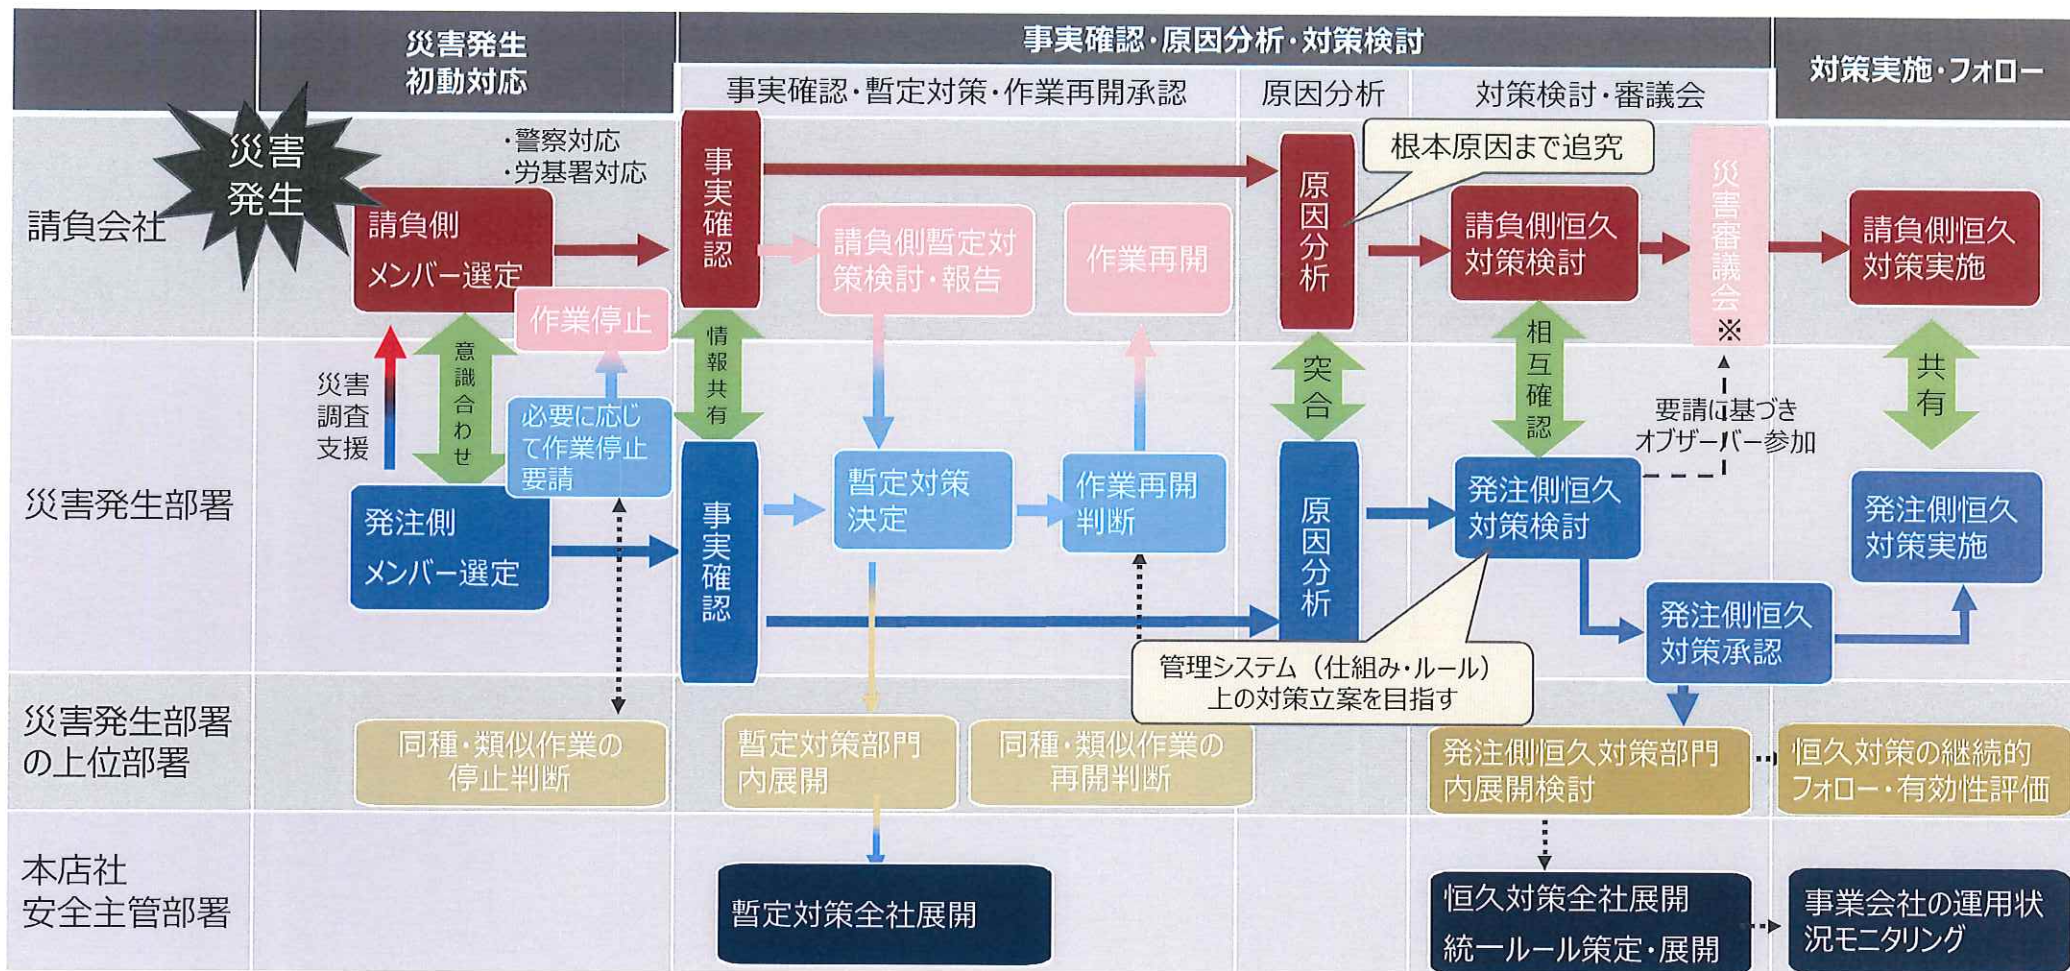 災害発生
初動対応
事実確認・原因分析・対策検討
対策実施・フォロー
事実確認・暫定対策・作業再開承認
原因分析
対策検討・審議会
請負会社
災害
発生
・警察対応
・労基署対応
請負側
メンバー選定
作業停止
事実確認
請負側暫定対
策検討・報告
作業再開
原因分析
根本原因まで追究
請負側恒久
対策検討
災害審議会
※
請負側恒久
対策実施
災害
調査
支援
意識合わせ
必要に応じ
て作業停止
要請
情報共有
突合
相互確認
要請に基づき
オブザーバー参加
共有
災害発生部署
発注側
メンバー選定
事実確認
暫定対策
決定
作業再開
判断
原因分析
発注側恒久
対策検討
発注側恒久
対策実施
発注側恒久
対策承認
管理システム（仕組み・ルール）
上の対策立案を目指す
災害発生部署
の上位部署
同種・類似作業の
停止判断
暫定対策部門
内展開
同種・類似作業の
再開判断
発注側恒久対策部門
内展開検討
恒久対策の継続的
フォロー・有効性評価
本店社
安全主管部署
暫定対策全社展開
恒久対策全社展開
統一ルール策定・展開
事業会社の運用状
況モニタリング